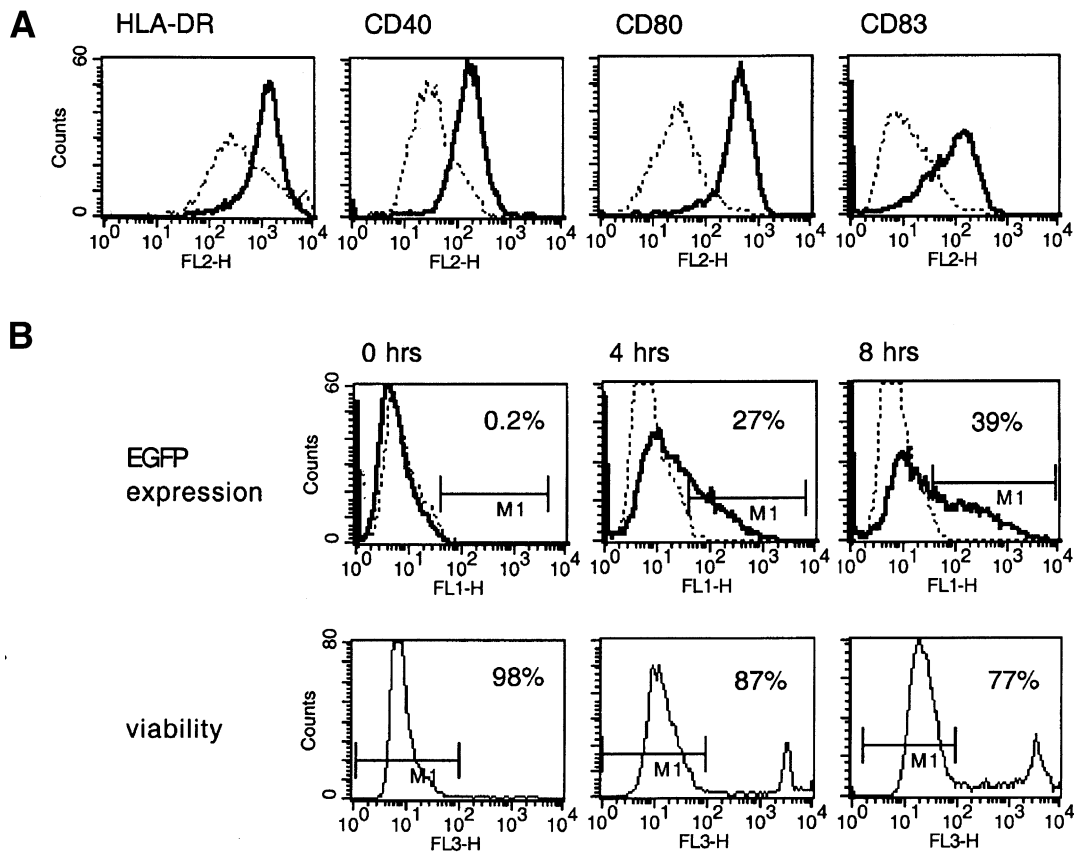 A
HLA-DR CD40 CD80 CD83
60
Counts
0
10^0 10^1 10^2 10^3 10^4 10^0 10^1 10^2 10^3 10^4 10^0 10^1 10^2 10^3 10^4 10^0 10^1 10^2 10^3 10^4
FL2-H FL2-H FL2-H FL2-H
B
0 hrs 4 hrs 8 hrs
60
0.2% 27% 39%
EGFP
expression
Counts
M1 M1 M1
0
10^0 10^1 10^2 10^3 10^4 10^0 10^1 10^2 10^3 10^4 10^0 10^1 10^2 10^3 10^4
FL1-H FL1-H FL1-H
80
98% 87% 77%
viability
Counts
M1 M1 M1
0
10^0 10^1 10^2 10^3 10^4 10^0 10^1 10^2 10^3 10^4 10^0 10^1 10^2 10^3 10^4
FL3-H FL3-H FL3-H